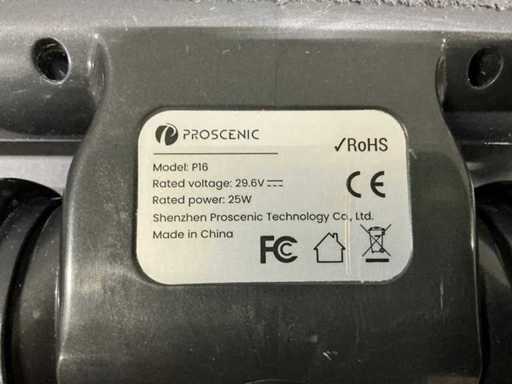 PROSCENIC
✓RoHS
Model: P16
Rated voltage: 29.6V⎓
Rated power: 25W
Shenzhen Proscenic Technology Co., Ltd.
Made in China
CE
FC